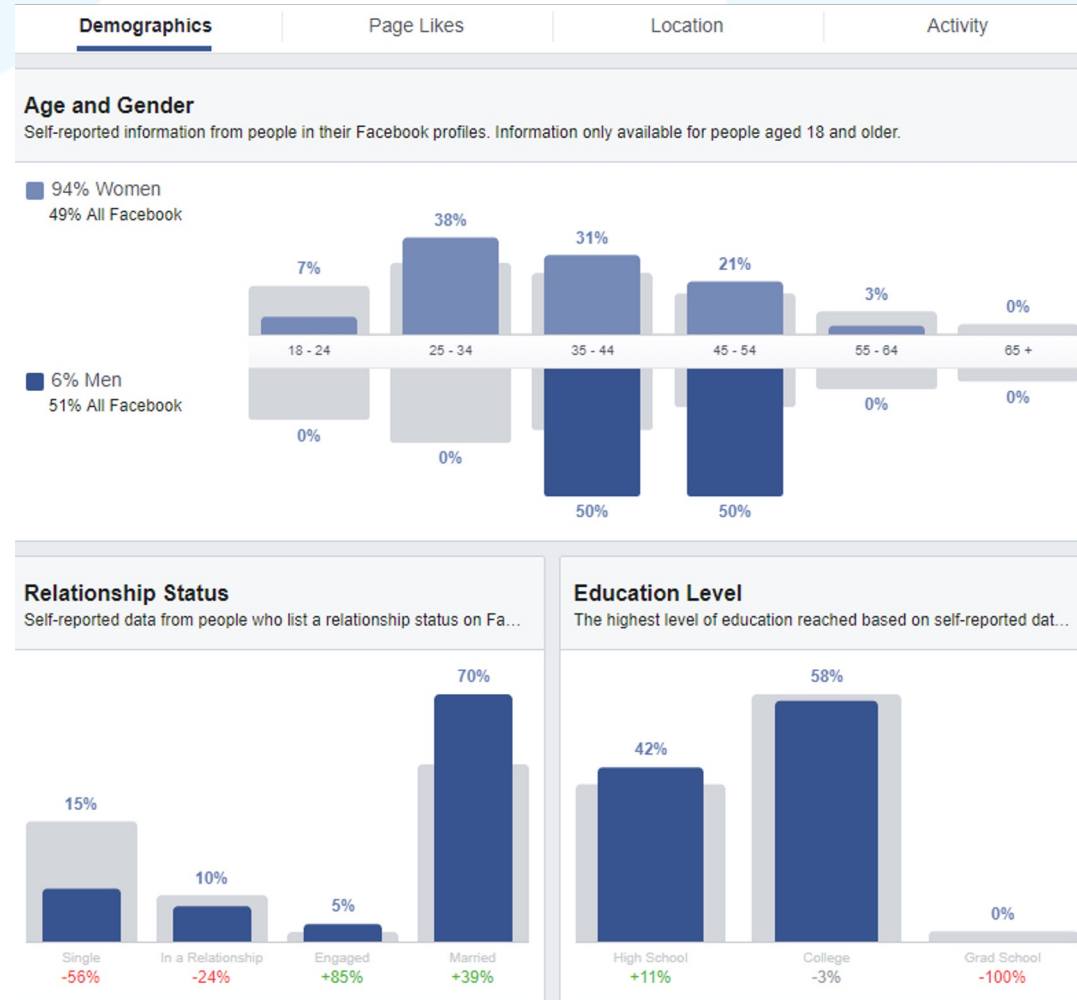 Demographics
Page Likes
Location
Activity
Age and Gender
Self-reported information from people in their Facebook profiles. Information only available for people aged 18 and older.
94% Women
49% All Facebook
7%
38%
31%
21%
3%
0%
18 - 24
25 - 34
35 - 44
45 - 54
55 - 64
65 +
6% Men
51% All Facebook
0%
0%
50%
50%
0%
0%
Relationship Status
Self-reported data from people who list a relationship status on Fa...
15%
10%
5%
70%
Single
In a Relationship
Engaged
Married
-56%
-24%
+85%
+39%
Education Level
The highest level of education reached based on self-reported dat...
42%
58%
0%
High School
College
Grad School
+11%
-3%
-100%